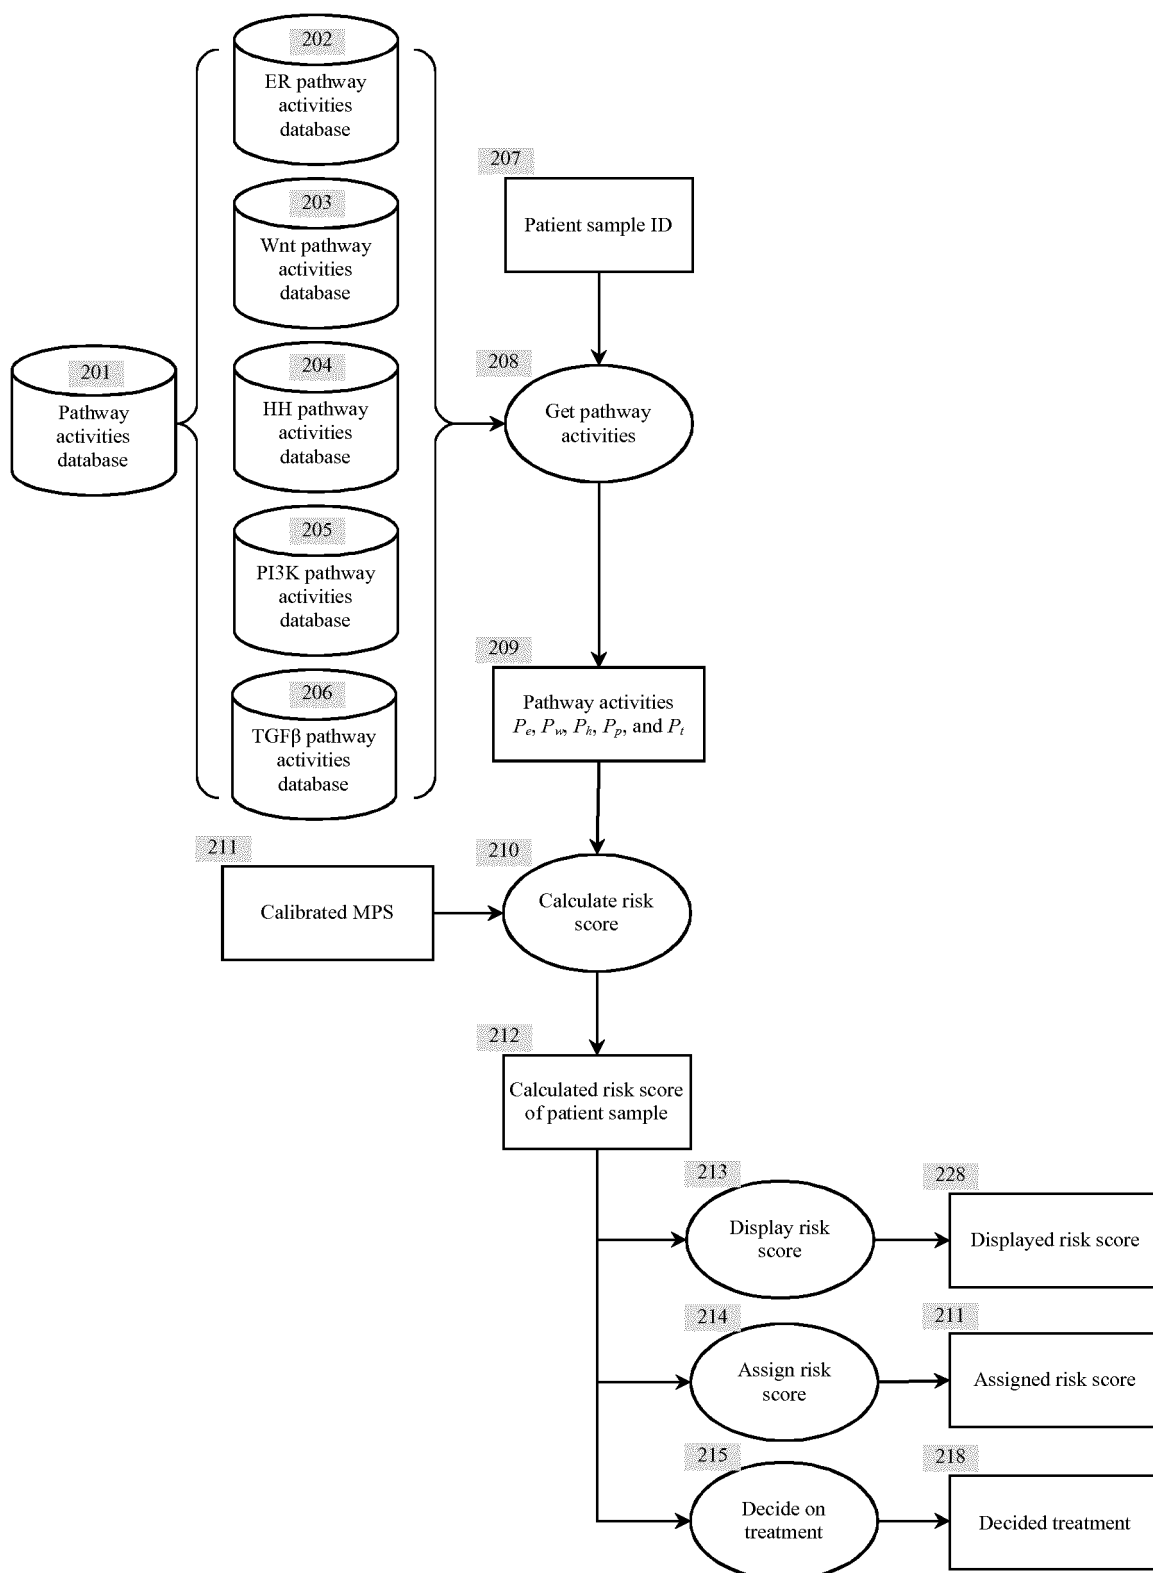 202
ER pathway
activities
database
207
203
Patient sample ID
Wnt pathway
activities
database
201
Pathway
activities
database
204
HH pathway
activities
database
208
Get pathway
activities
205
PI3K pathway
activities
database
209
Pathway activities
Pe, Pw, Ph, Pp, and Pt
206
TGFβ pathway
activities
database
211
Calibrated MPS
210
Calculate risk
score
212
Calculated risk score
of patient sample
213
Display risk
score
228
Displayed risk score
214
Assign risk
score
211
Assigned risk score
215
Decide on
treatment
218
Decided treatment